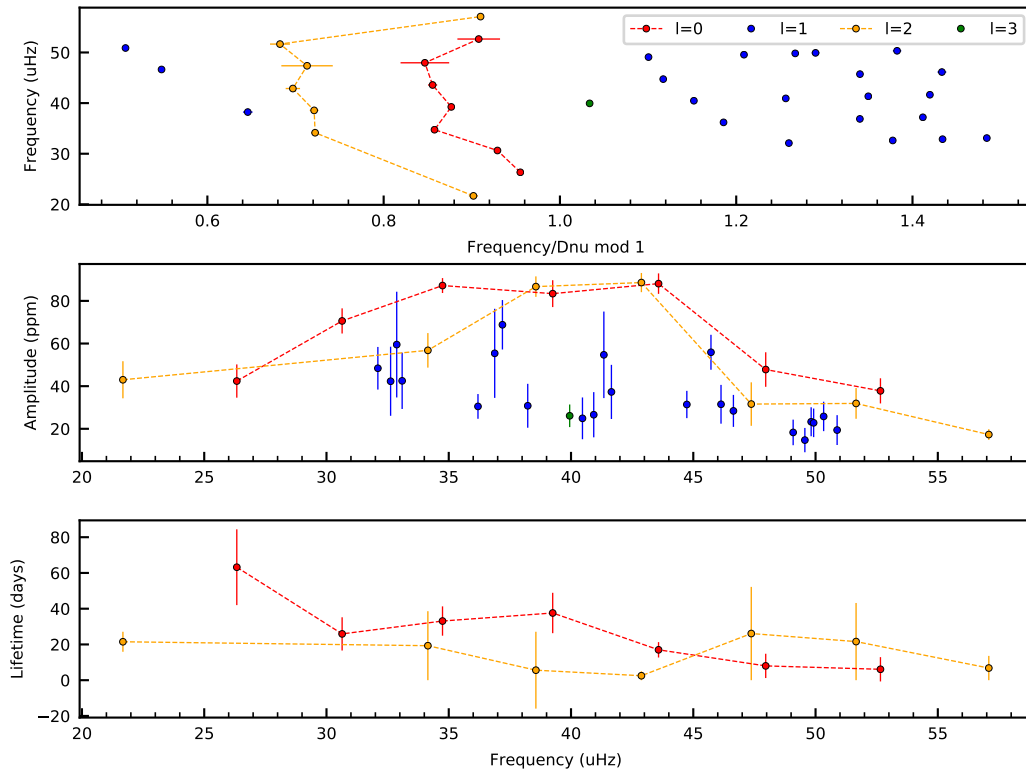 l=0 l=1 l=2 l=3
Frequency (uHz)
50
40
30
20
0.6 0.8 1.0 1.2 1.4
Frequency/Dnu mod 1
Amplitude (ppm)
80
60
40
20
20 25 30 35 40 45 50 55
Lifetime (days)
80
60
40
20
0
−20
20 25 30 35 40 45 50 55
Frequency (uHz)